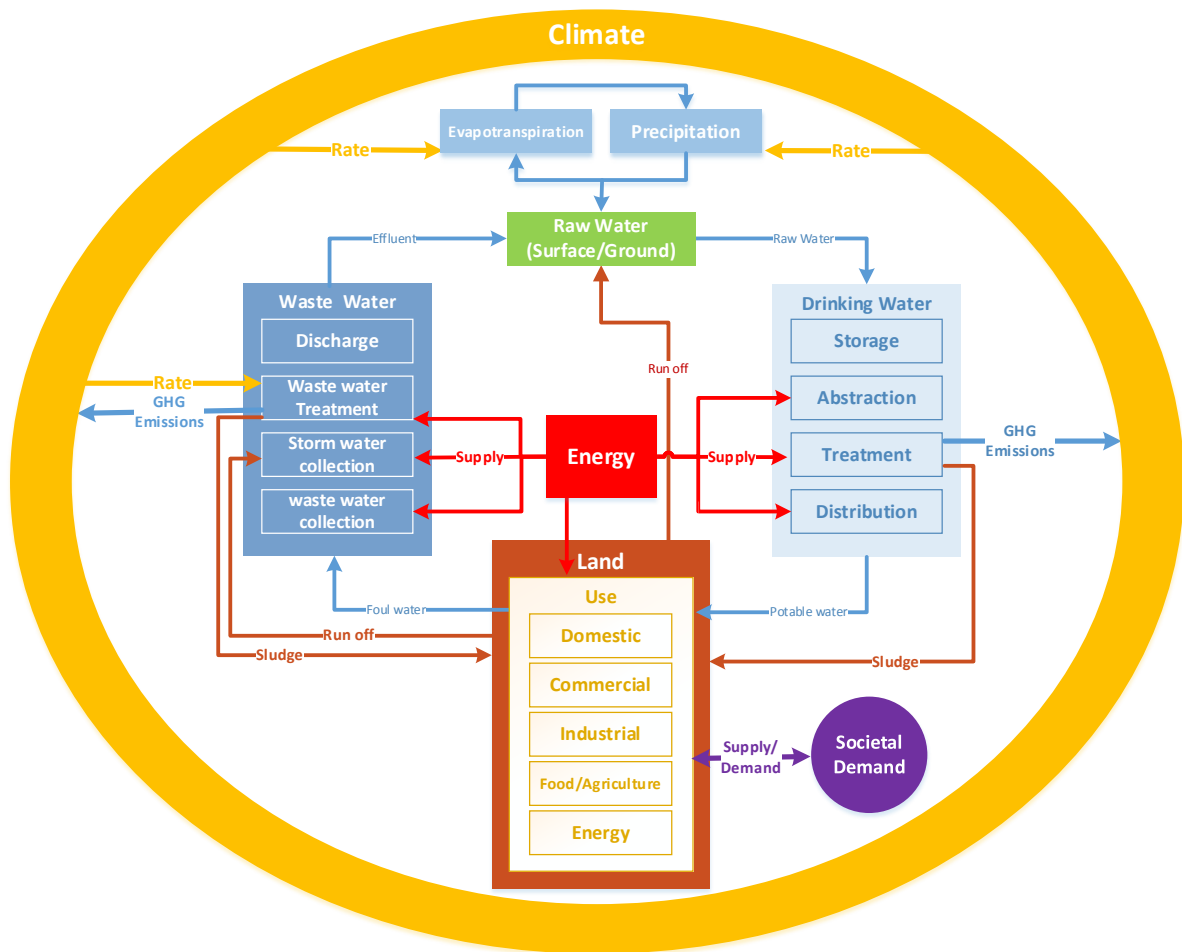 Climate
Evapotranspiration
Precipitation
Rate
Rate
Raw Water
(Surface/Ground)
Effluent
Raw Water
Waste  Water
Discharge
Waste water
Treatment
Storm water
collection
waste water
collection
Drinking Water
Storage
Abstraction
Treatment
Distribution
Rate
GHG
Emissions
GHG
Emissions
Run off
Supply
Energy
Supply
Land
Use
Domestic
Commercial
Industrial
Food/Agriculture
Energy
Foul water
Run off
Sludge
Potable water
Sludge
Supply/
Demand
Societal
Demand